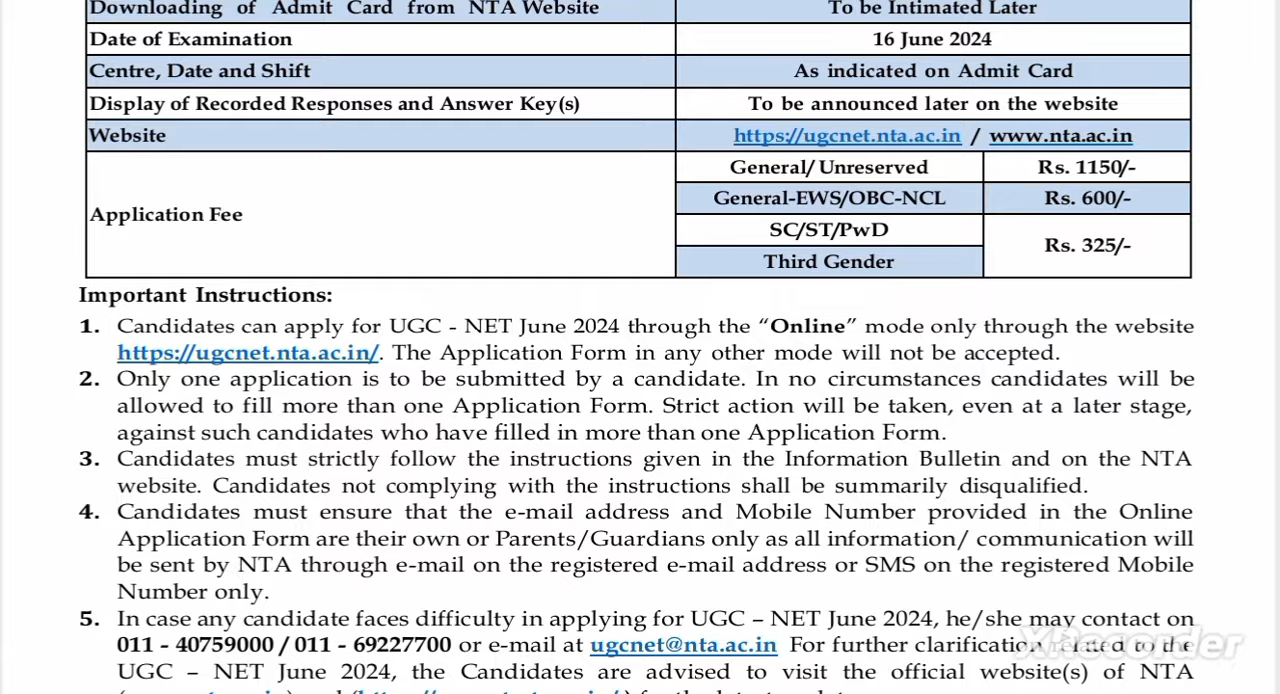 Downloading of Admit Card from NTA Website To be Intimated Later
Date of Examination 16 June 2024
Centre, Date and Shift As indicated on Admit Card
Display of Recorded Responses and Answer Key(s) To be announced later on the website
Website https://ugcnet.nta.ac.in / www.nta.ac.in
Application Fee
General/ Unreserved Rs. 1150/-
General-EWS/OBC-NCL Rs. 600/-
SC/ST/PwD
Rs. 325/-
Third Gender
Important Instructions:
1. Candidates can apply for UGC - NET June 2024 through the “Online” mode only through the website
https://ugcnet.nta.ac.in/. The Application Form in any other mode will not be accepted.
2. Only one application is to be submitted by a candidate. In no circumstances candidates will be
allowed to fill more than one Application Form. Strict action will be taken, even at a later stage,
against such candidates who have filled in more than one Application Form.
3. Candidates must strictly follow the instructions given in the Information Bulletin and on the NTA
website. Candidates not complying with the instructions shall be summarily disqualified.
4. Candidates must ensure that the e-mail address and Mobile Number provided in the Online
Application Form are their own or Parents/Guardians only as all information/ communication will
be sent by NTA through e-mail on the registered e-mail address or SMS on the registered Mobile
Number only.
5. In case any candidate faces difficulty in applying for UGC – NET June 2024, he/she may contact on
011 - 40759000 / 011 - 69227700 or e-mail at ugcnet@nta.ac.in For further clarification related to the
UGC – NET June 2024, the Candidates are advised to visit the official website(s) of NTA
XRecorder